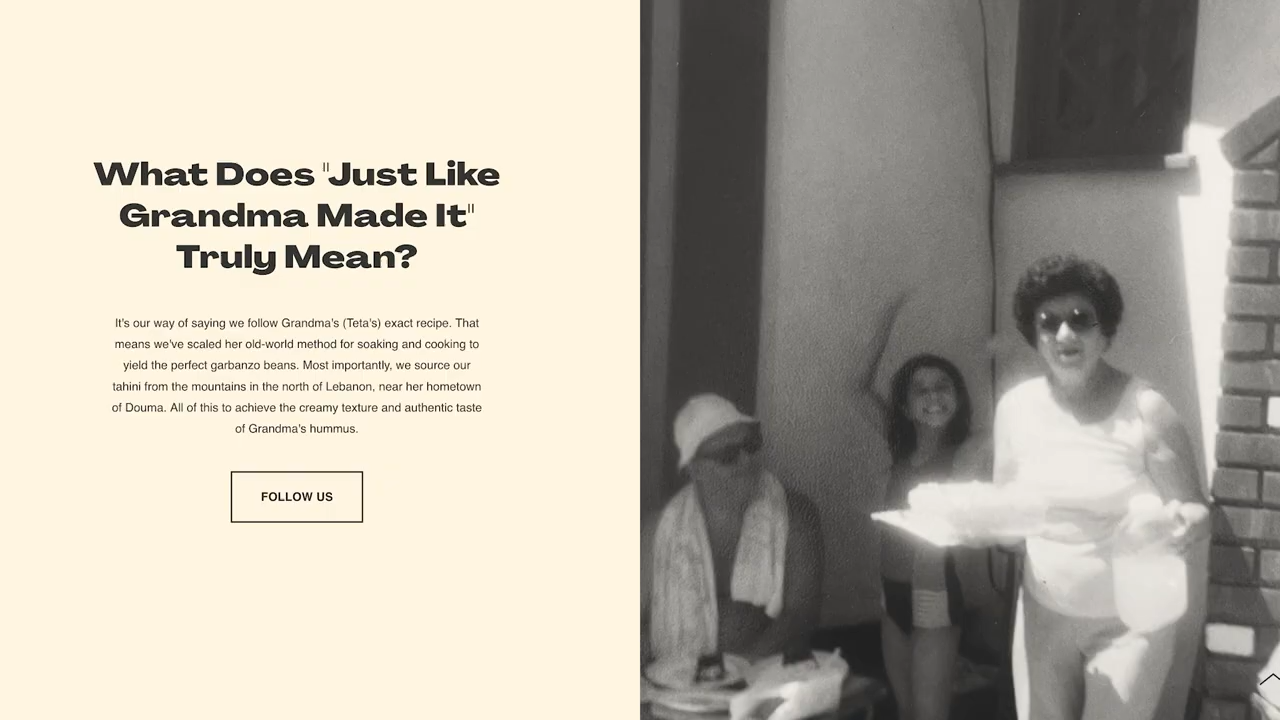 What Does "Just Like
Grandma Made It"
Truly Mean?
It's our way of saying we follow Grandma's (Teta's) exact recipe. That
means we've scaled her old-world method for soaking and cooking to
yield the perfect garbanzo beans. Most importantly, we source our
tahini from the mountains in the north of Lebanon, near her hometown
of Douma. All of this to achieve the creamy texture and authentic taste
of Grandma's hummus.
FOLLOW US